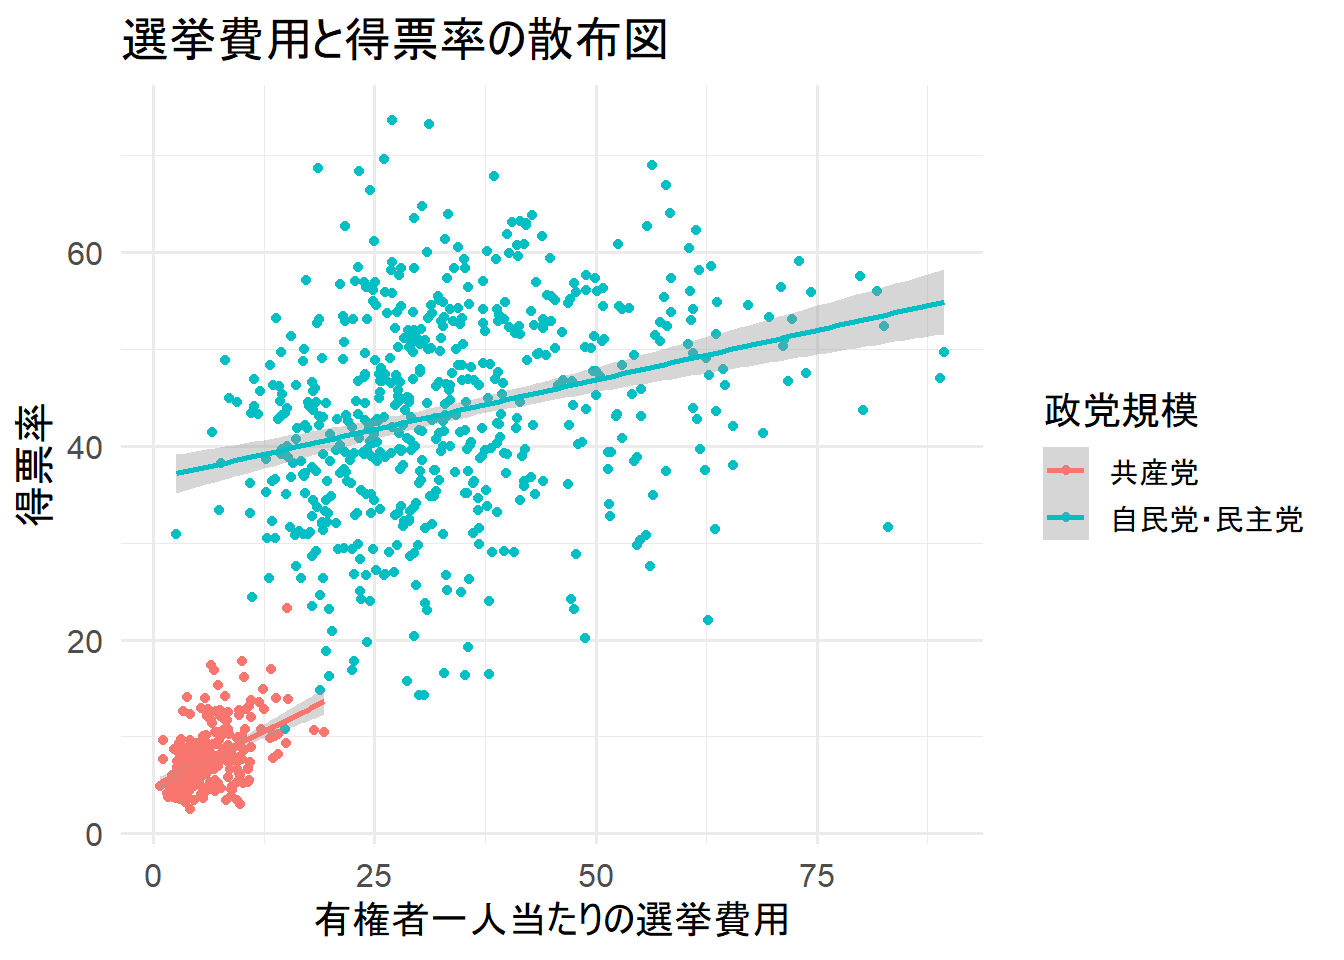 選挙費用と得票率の散布図
得票率
60
40
20
0
0 25 50 75
有権者一人当たりの選挙費用
政党規模
共産党
自民党・民主党